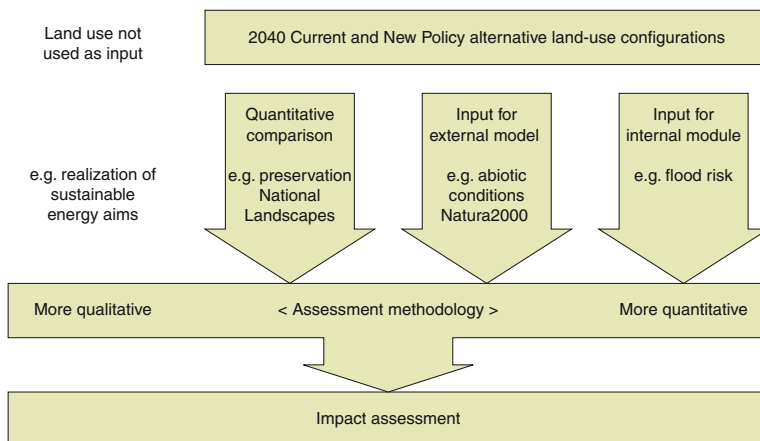 Land use not
used as input
2040 Current and New Policy alternative land-use configurations
Quantitative
comparison
e.g. preservation
National
Landscapes
Input for
external model
e.g. abiotic
conditions
Natura2000
Input for
internal module
e.g. flood risk
e.g. realization of
sustainable
energy aims
More qualitative
< Assessment methodology >
More quantitative
Impact assessment